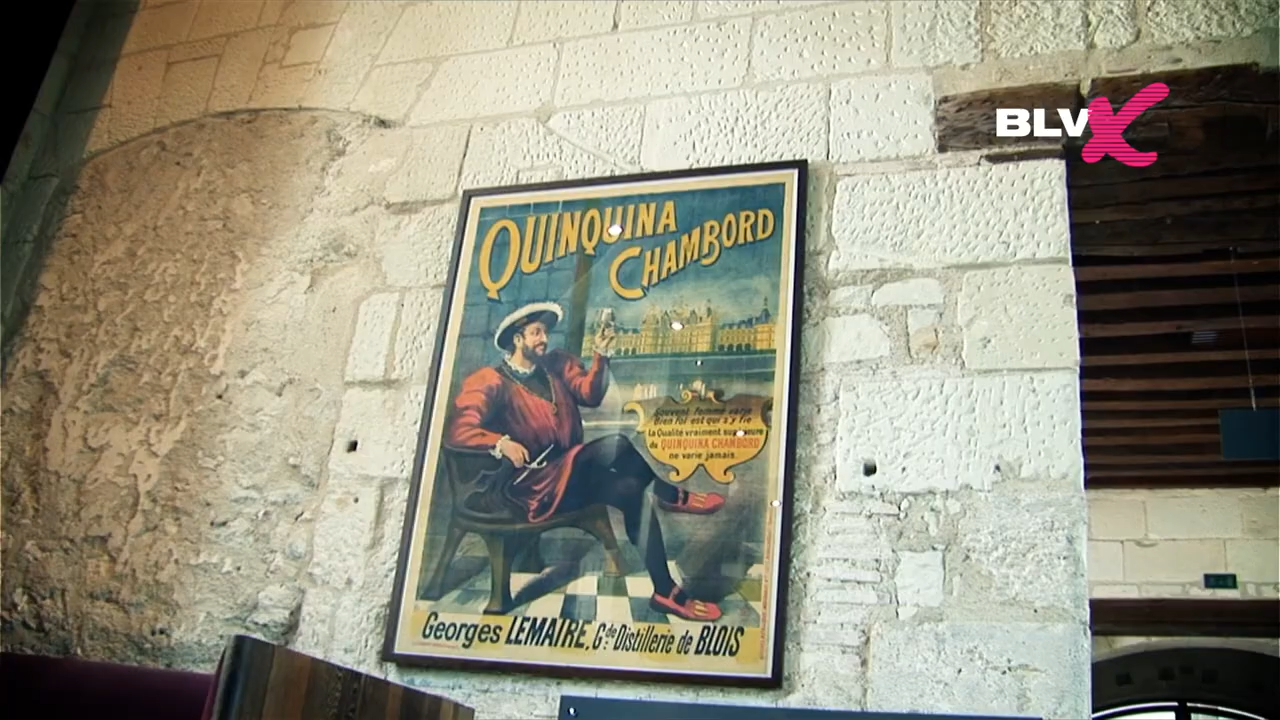 BLVX
QUINQUINA
CHAMBORD
Souvent femme varie
Bien fol est qui s'y fie
La Qualité vraiment supérieure
du QUINQUINA CHAMBORD
ne varie jamais.
Georges LEMAIRE, Gde Distillerie de BLOIS